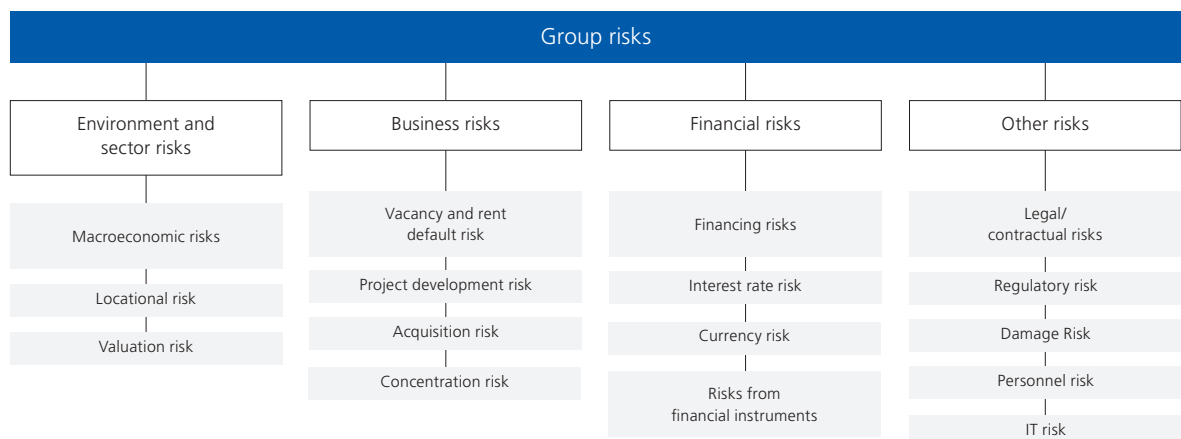 Group risks
Environment and
sector risks
Macroeconomic risks
Locational risk
Valuation risk
Business risks
Vacancy and rent
default risk
Project development risk
Acquisition risk
Concentration risk
Financial risks
Financing risks
Interest rate risk
Currency risk
Risks from
financial instruments
Other risks
Legal/
contractual risks
Regulatory risk
Damage Risk
Personnel risk
IT risk